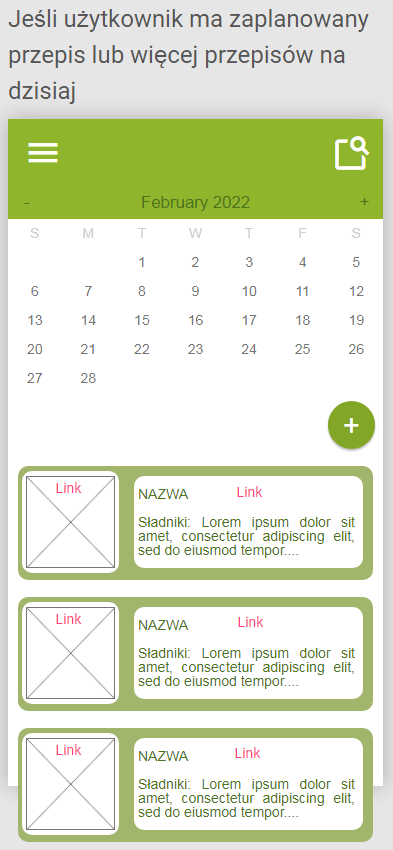 Jeśli użytkownik ma zaplanowany
przepis lub więcej przepisów na
dzisiaj
- February 2022 +
S M T W T F S
1 2 3 4 5
6 7 8 9 10 11 12
13 14 15 16 17 18 19
20 21 22 23 24 25 26
27 28
+
Link
NAZWA Link
Sładniki: Lorem ipsum dolor sit
amet, consectetur adipiscing elit,
sed do eiusmod tempor....
Link
NAZWA Link
Sładniki: Lorem ipsum dolor sit
amet, consectetur adipiscing elit,
sed do eiusmod tempor....
Link
NAZWA Link
Sładniki: Lorem ipsum dolor sit
amet, consectetur adipiscing elit,
sed do eiusmod tempor....